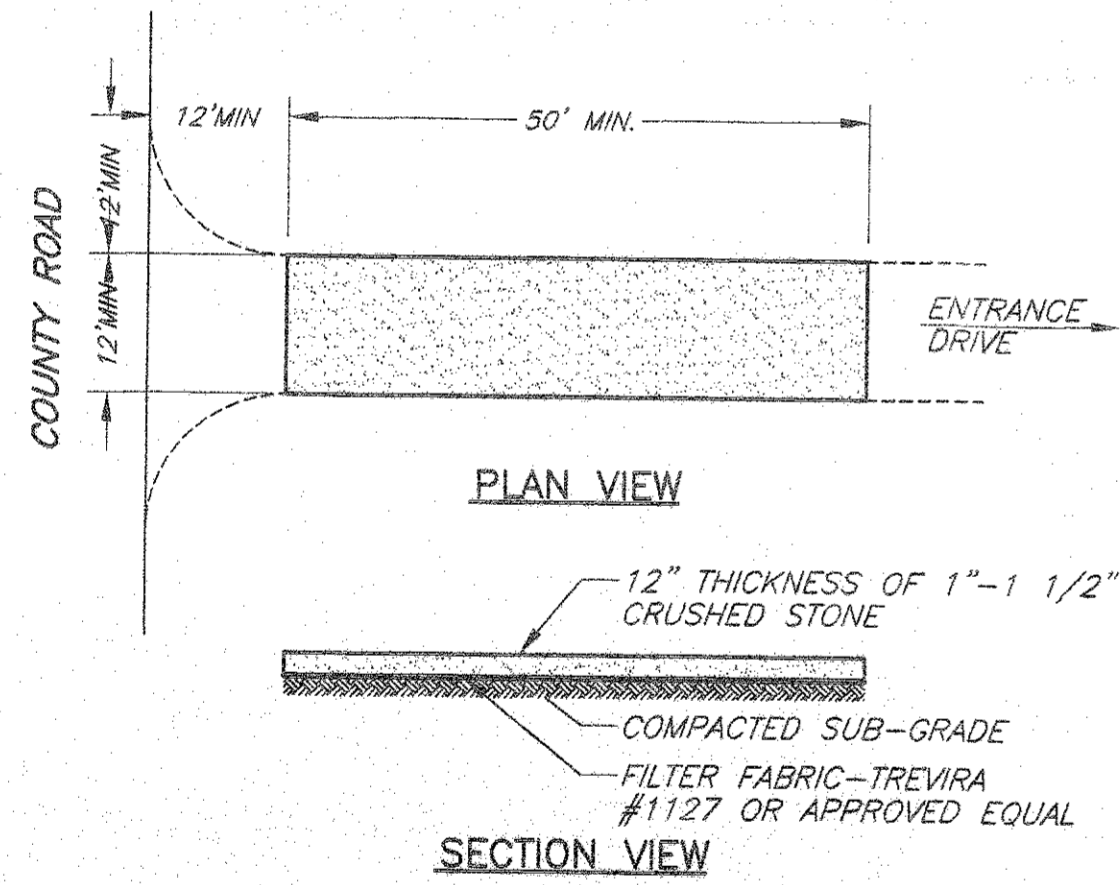 12'MIN
50' MIN.
12'MIN
12'MIN
COUNTY ROAD
ENTRANCE
DRIVE
PLAN VIEW
12" THICKNESS OF 1"-1 1/2"
CRUSHED STONE
COMPACTED SUB-GRADE
FILTER FABRIC-TREVIRA
#1127 OR APPROVED EQUAL
SECTION VIEW